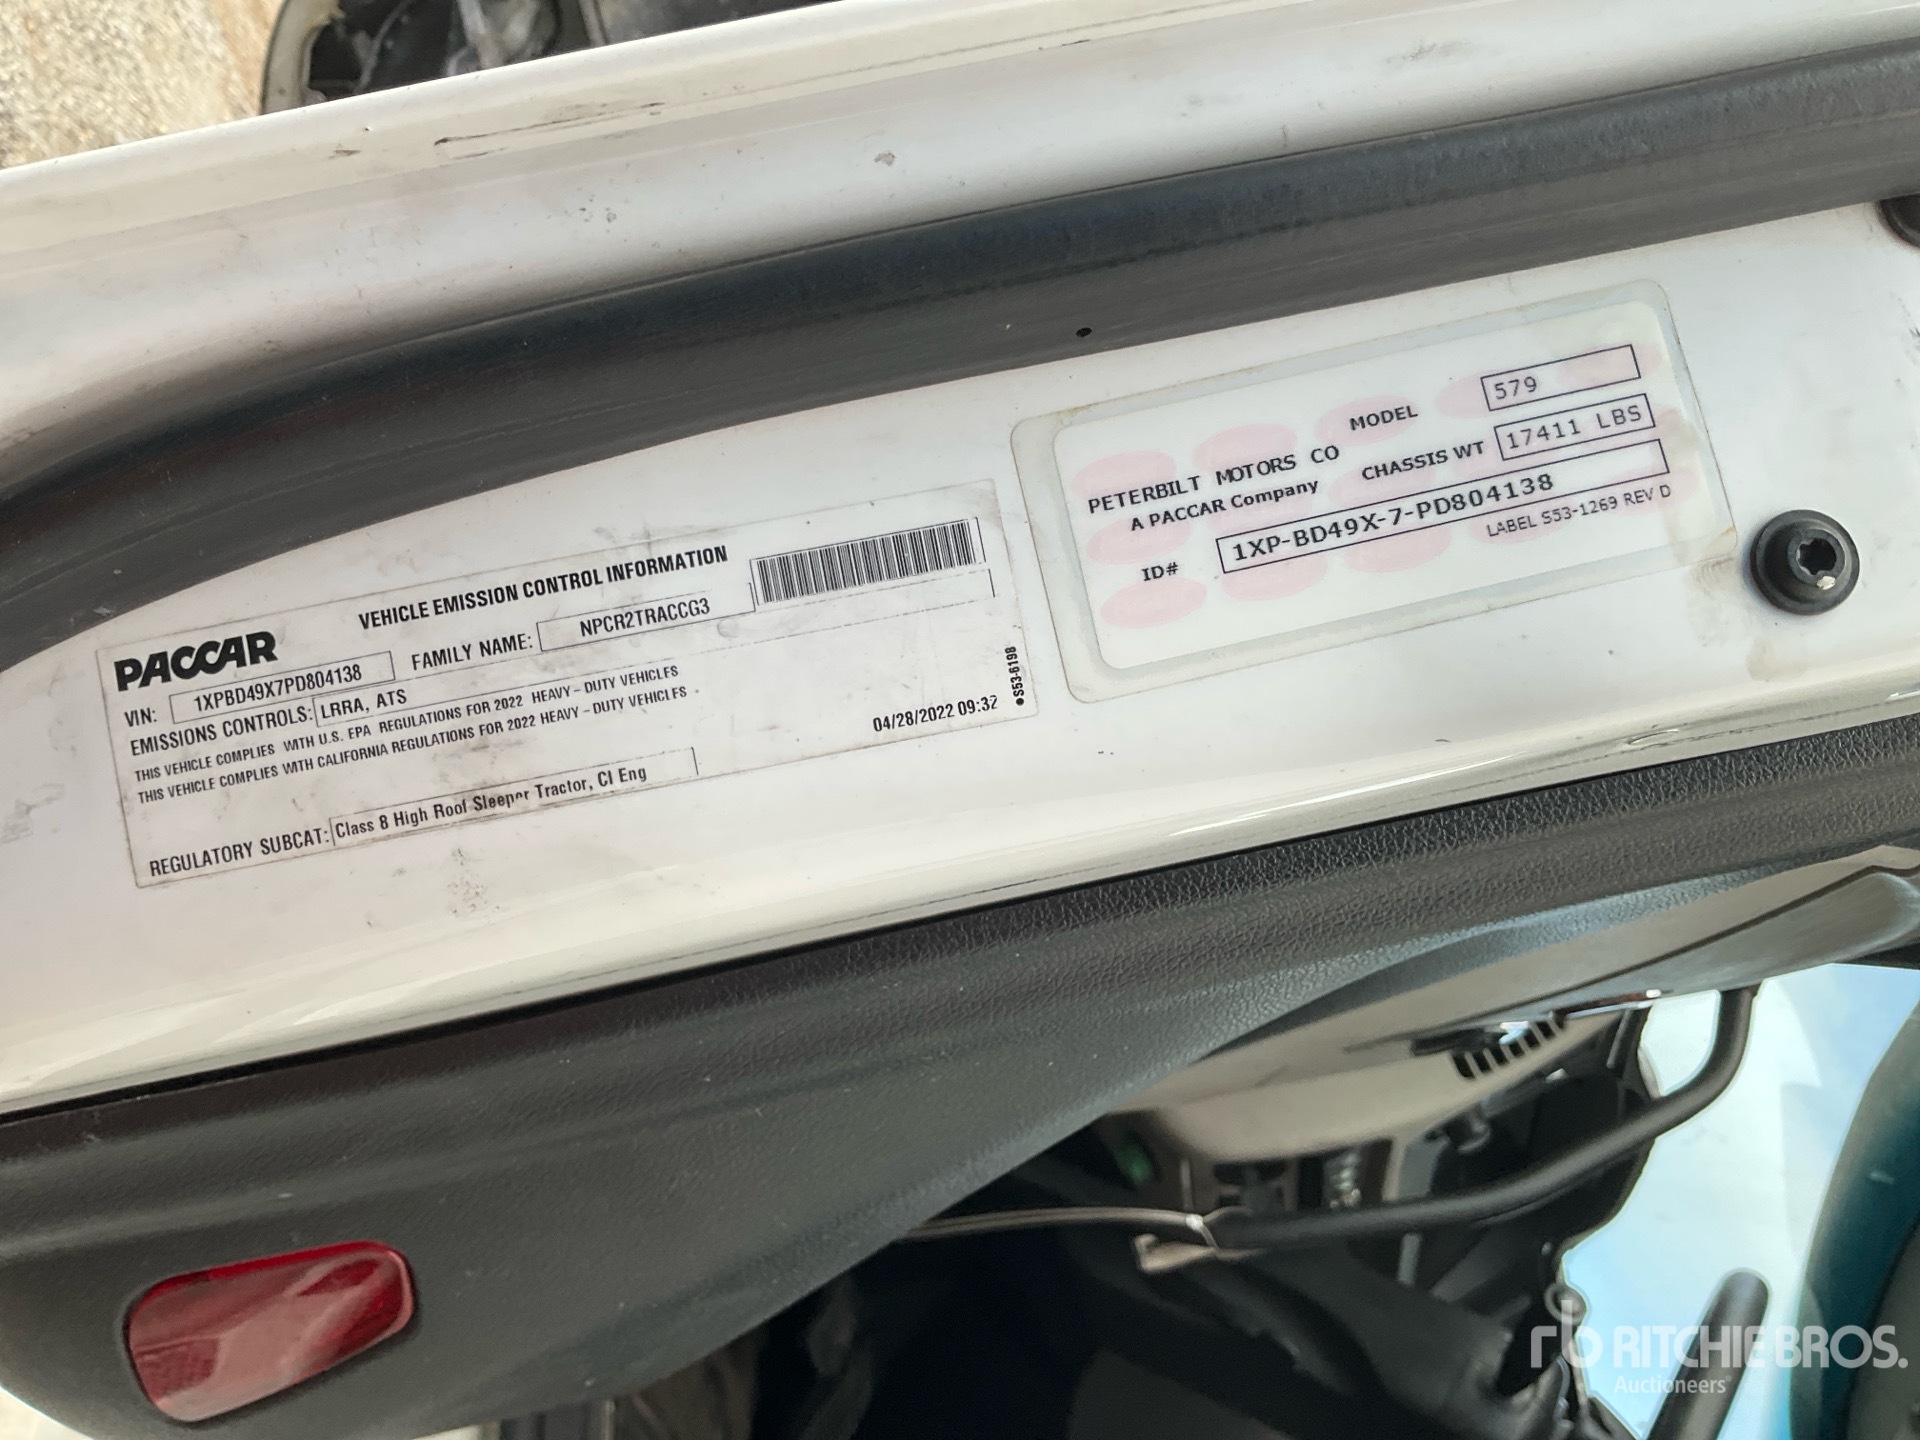 PACCAR
VEHICLE EMISSION CONTROL INFORMATION
VIN: 1XPBD49X7PD804138 FAMILY NAME: NPCR2TRACCG3
EMISSIONS CONTROLS: LRRA, ATS
THIS VEHICLE COMPLIES WITH U.S. EPA REGULATIONS FOR 2022 HEAVY-DUTY VEHICLES
THIS VEHICLE COMPLIES WITH CALIFORNIA REGULATIONS FOR 2022 HEAVY-DUTY VEHICLES.
04/28/2022 09:32
●S53-6198
REGULATORY SUBCAT: Class 8 High Roof Sleeper Tractor, CI Eng
PETERBILT MOTORS CO MODEL 579
A PACCAR Company CHASSIS WT 17411 LBS
ID# 1XP-BD49X-7-PD804138
LABEL S53-1269 REV D
rb RITCHIE BROS.
Auctioneers